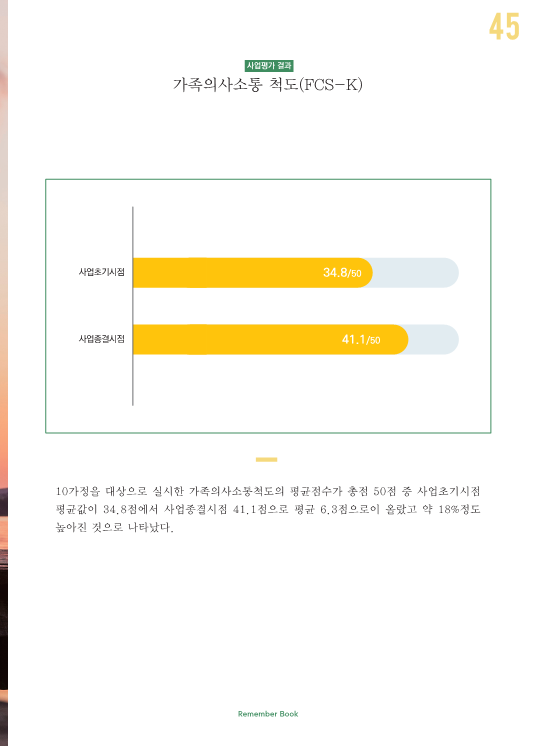 45
사업평가 결과
가족의사소통 척도(FCS-K)
사업초기시점
34.8/50
사업종결시점
41.1/50
10가정을 대상으로 실시한 가족의사소통척도의 평균점수가 총점 50점 중 사업초기시점
평균값이 34.8점에서 사업종결시점 41.1점으로 평균 6.3점으로이 올랐고 약 18%정도
높아진 것으로 나타났다.
Remember Book